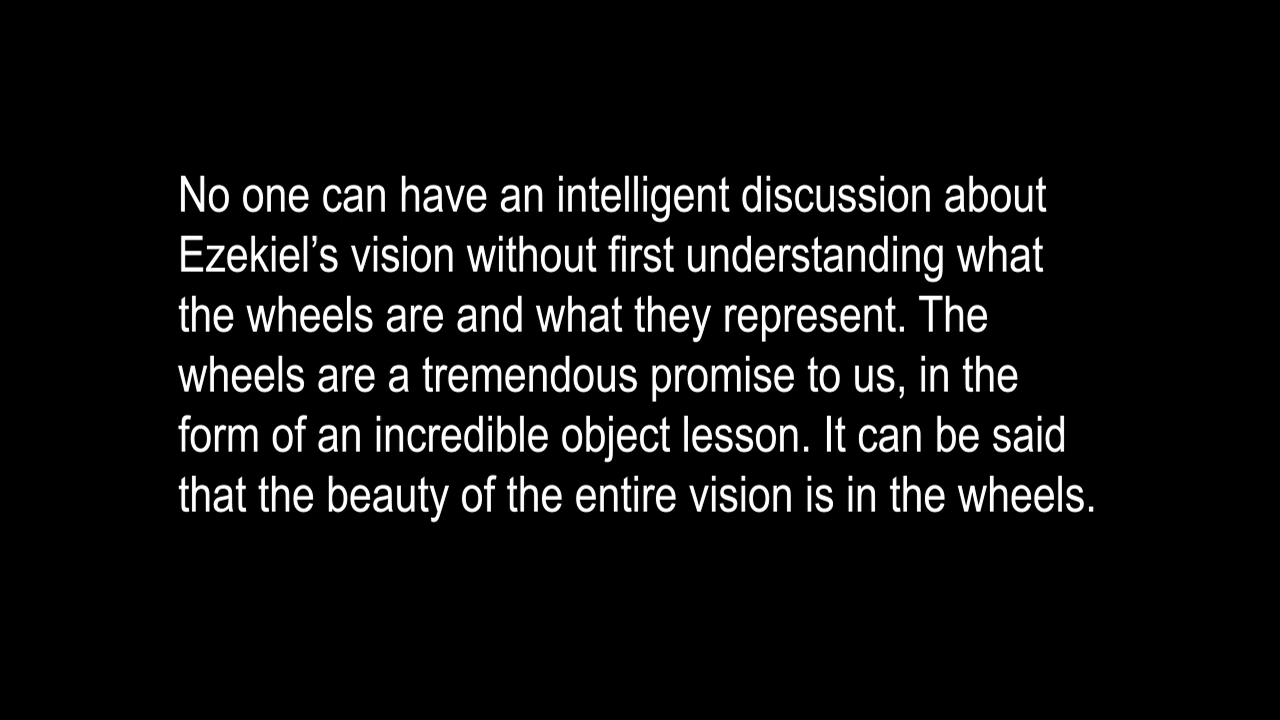 No one can have an intelligent discussion about
Ezekiel’s vision without first understanding what
the wheels are and what they represent. The
wheels are a tremendous promise to us, in the
form of an incredible object lesson. It can be said
that the beauty of the entire vision is in the wheels.